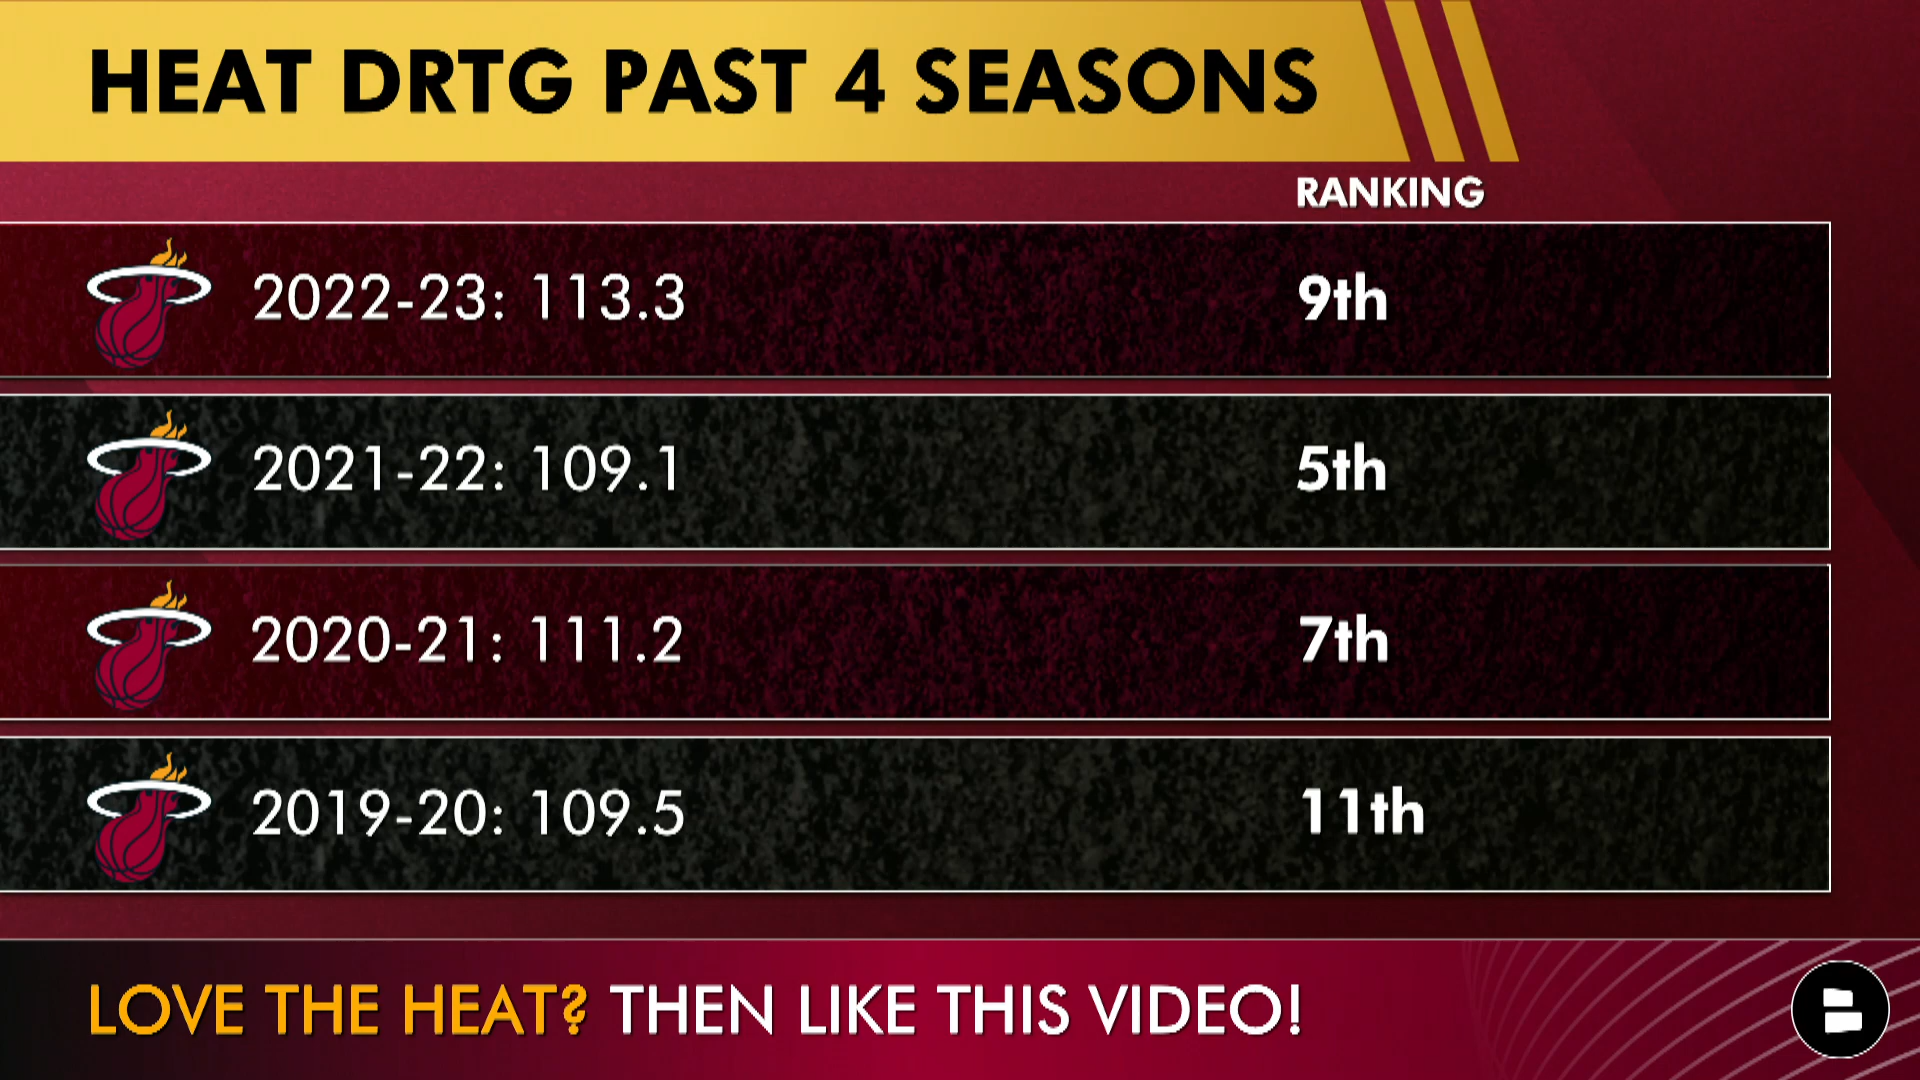 HEAT DRTG PAST 4 SEASONS
RANKING
2022-23: 113.3 9th
2021-22: 109.1 5th
2020-21: 111.2 7th
2019-20: 109.5 11th
LOVE THE HEAT? THEN LIKE THIS VIDEO!